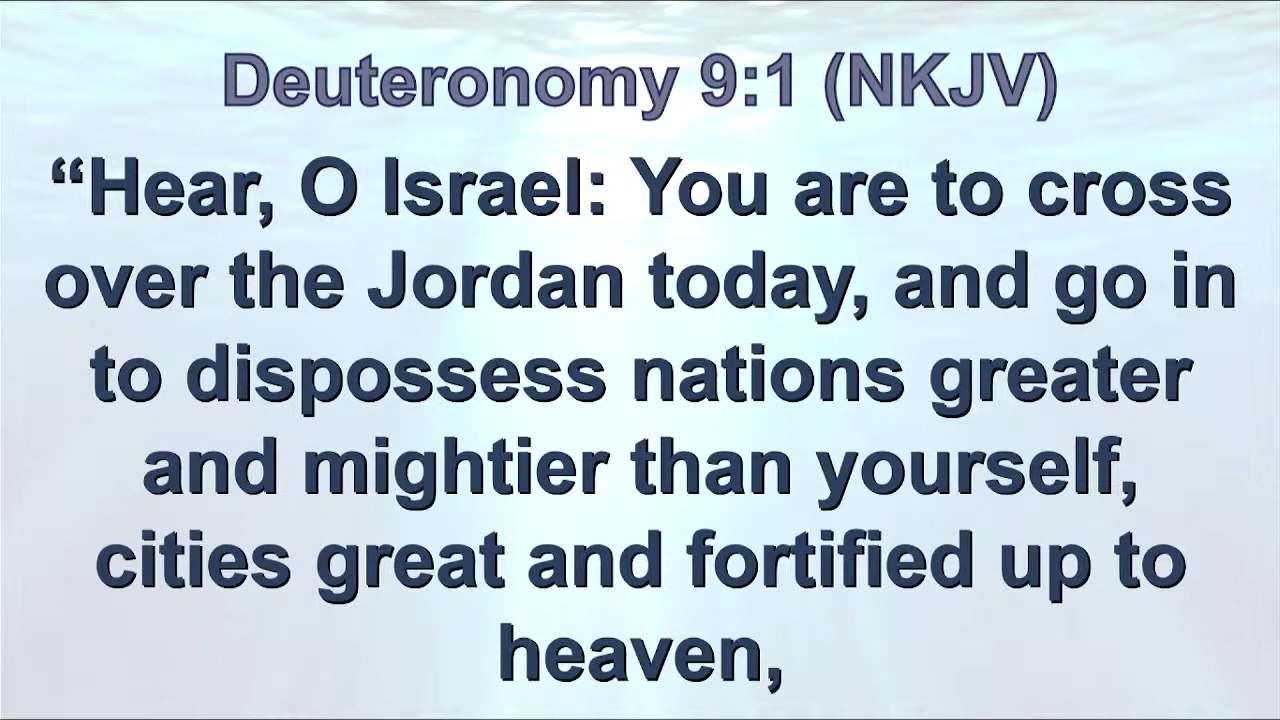 Deuteronomy 9:1 (NKJV)
“Hear, O Israel: You are to cross
over the Jordan today, and go in
to dispossess nations greater
and mightier than yourself,
cities great and fortified up to
heaven,